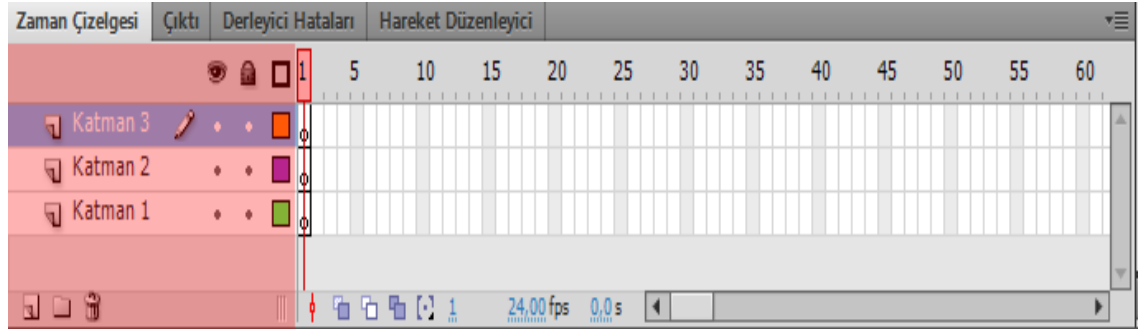 Zaman Çizelgesi Çıktı Derleyici Hataları Hareket Düzenleyici
1 5 10 15 20 25 30 35 40 45 50 55 60
Katman 3
Katman 2
Katman 1
1 24,00 fps 0,0 s